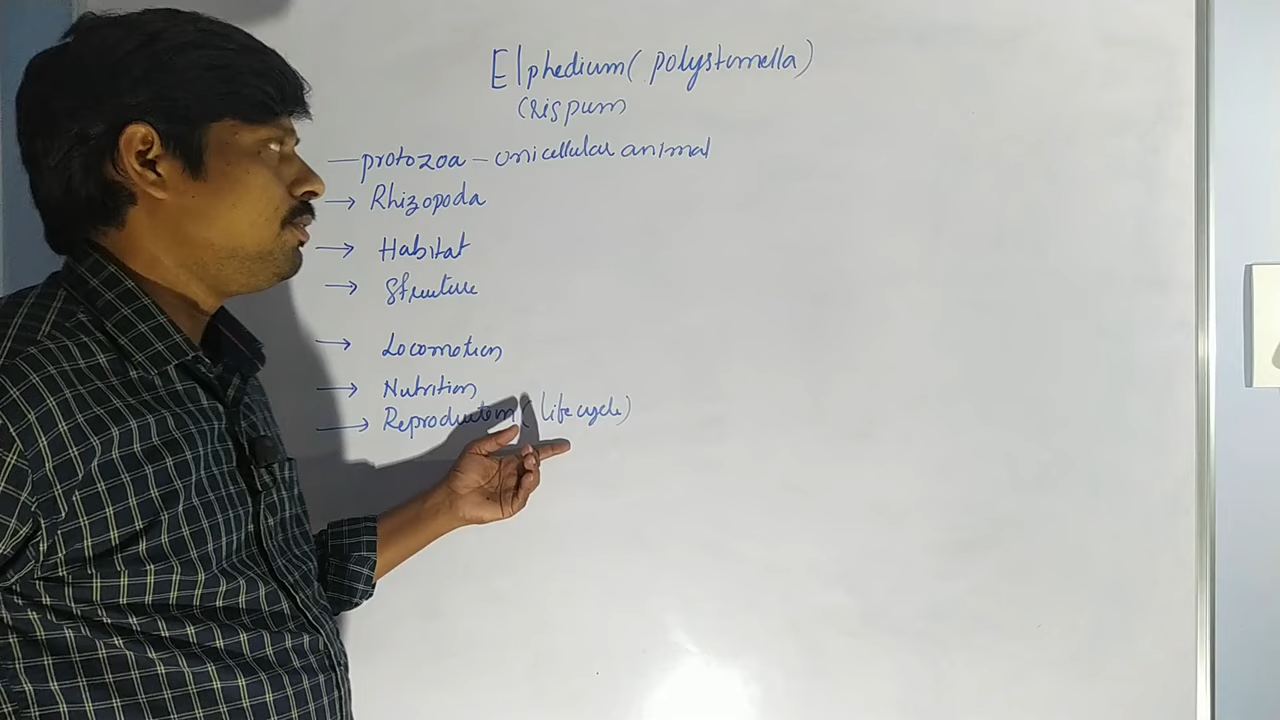 Elphedium (polystomella)
Crispum
— protozoa — unicellular animal
→ Rhizopoda
→ Habitat
→ Structure
→ Locomotion
→ Nutrition
→ Reproduction (life cycle)